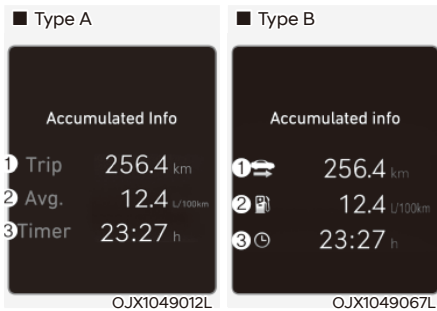 ■ Type A
Accumulated Info
1 Trip 256.4 km
2 Avg. 12.4 L/100km
3 Timer 23:27 h
OJX1049012L
■ Type B
Accumulated info
1 256.4 km
2 12.4 L/100km
3 23:27 h
OJX1049067L